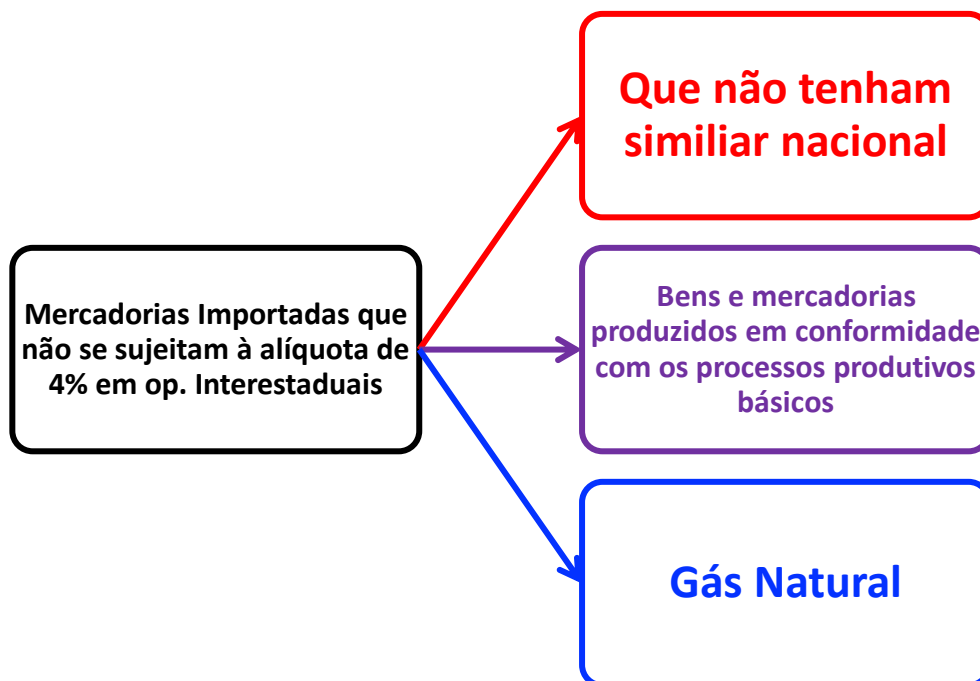 Que não tenham
similiar nacional
Mercadorias Importadas que
não se sujeitam à alíquota de
4% em op. Interestaduais
Bens e mercadorias
produzidos em conformidade
com os processos produtivos
básicos
Gás Natural